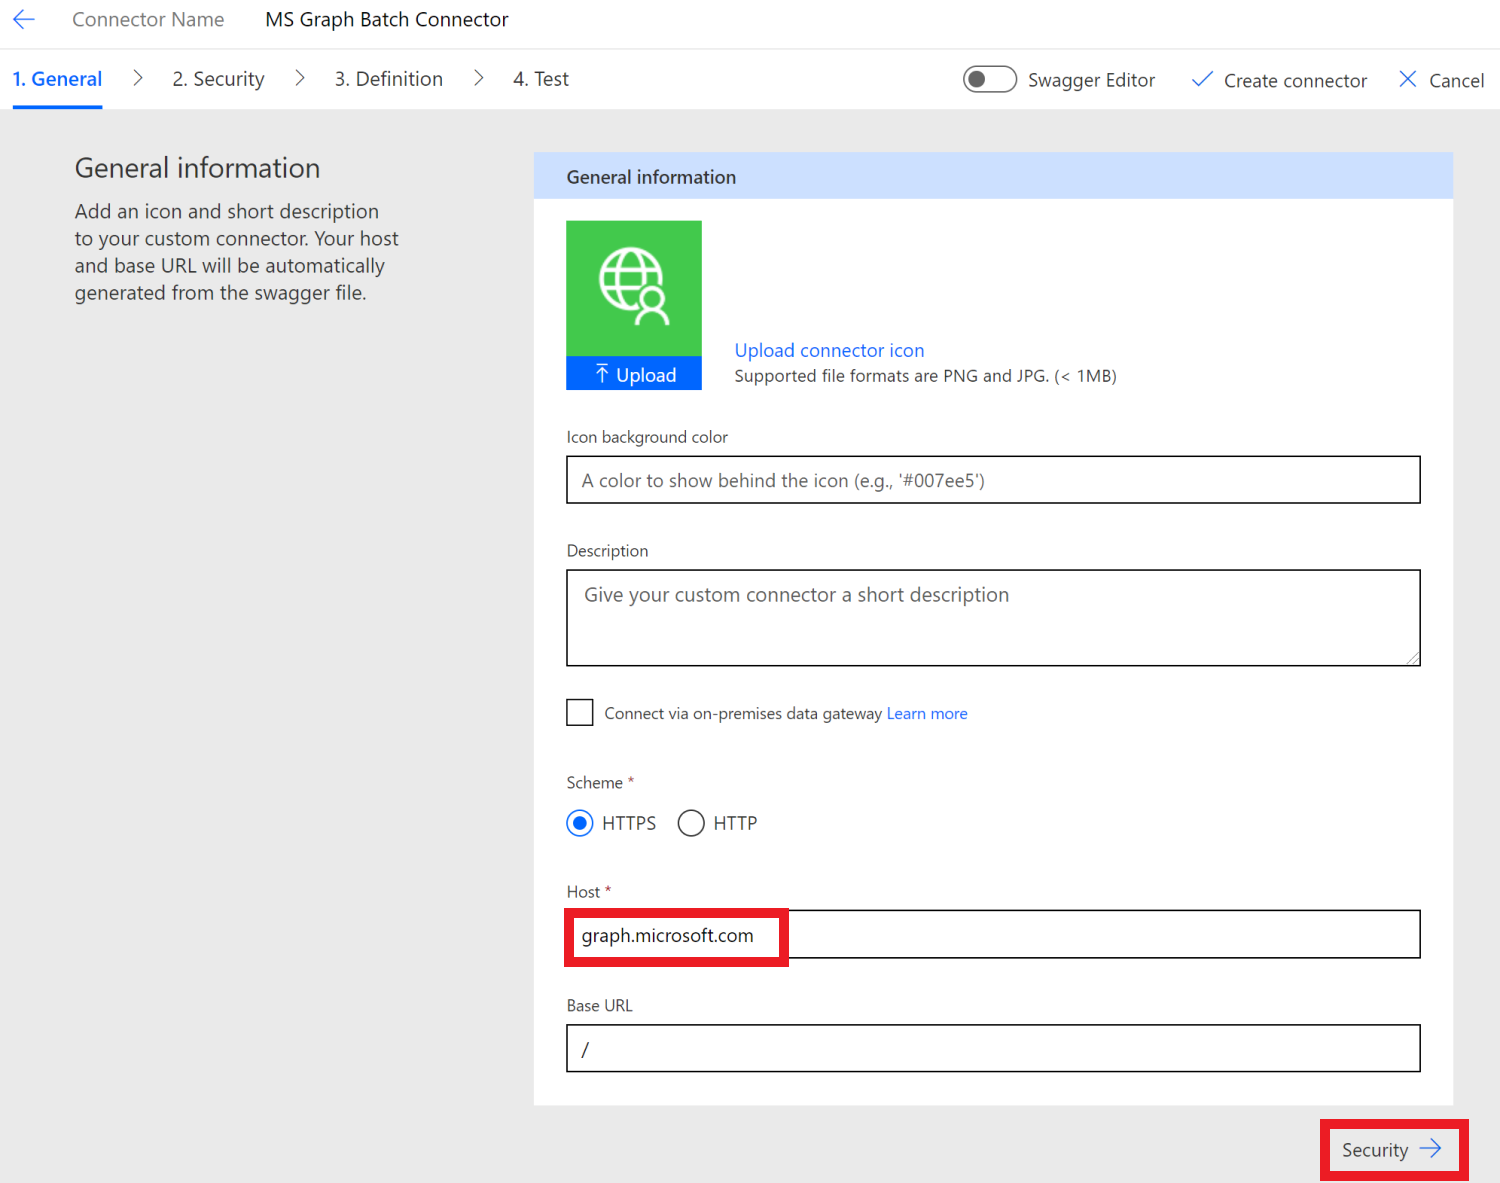 Connector Name MS Graph Batch Connector
1. General 2. Security 3. Definition 4. Test Swagger Editor Create connector Cancel
General information
Add an icon and short description
to your custom connector. Your host
and base URL will be automatically
generated from the swagger file.
General information
Upload
Upload connector icon
Supported file formats are PNG and JPG. (< 1MB)
Icon background color
A color to show behind the icon (e.g., '#007ee5')
Description
Give your custom connector a short description
Connect via on-premises data gateway Learn more
Scheme *
HTTPS HTTP
Host *
graph.microsoft.com
Base URL
/
Security